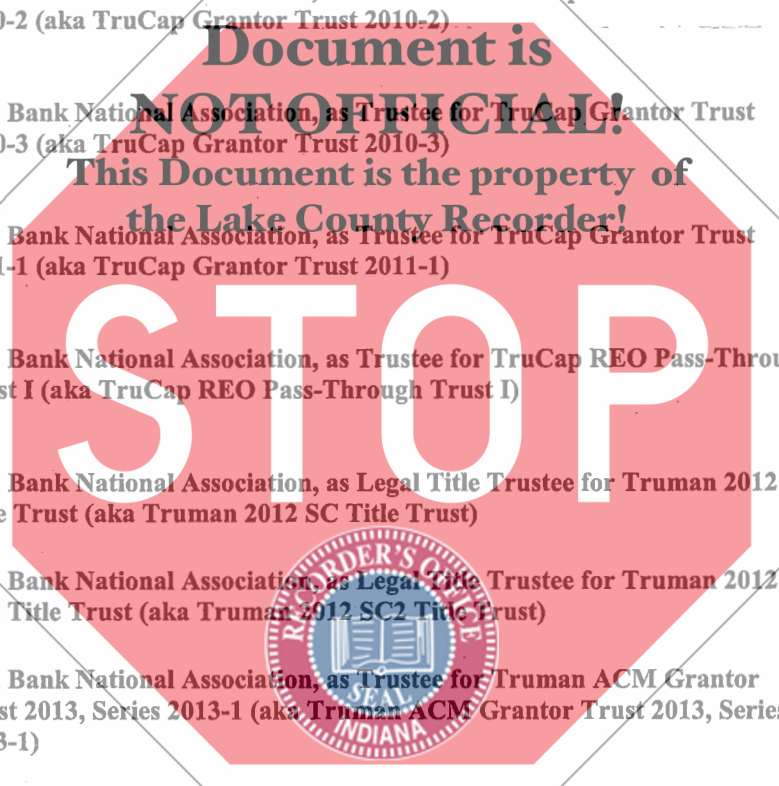 0-2 (aka TruCap Grantor Trust 2010-2)
Document is
Bank National Association, as Trustee for TruCap Grantor Trust
NOT OFFICIAL!
0-3 (aka TruCap Grantor Trust 2010-3)
This Document is the property of
the Lake County Recorder!
Bank National Association, as Trustee for TruCap Grantor Trust
1-1 (aka TruCap Grantor Trust 2011-1)
STOP
Bank National Association, as Trustee for TruCap REO Pass-Throu
st I (aka TruCap REO Pass-Through Trust I)
Bank National Association, as Legal Title Trustee for Truman 2012
e Trust (aka Truman 2012 SC Title Trust)
Bank National Association, as Legal Title Trustee for Truman 2012
Title Trust (aka Truman 2012 SC2 Title Trust)
RECORDER'S OFFICE
SEAL
INDIANA
Bank National Association, as Trustee for Truman ACM Grantor
st 2013, Series 2013-1 (aka Truman ACM Grantor Trust 2013, Series
3-1)